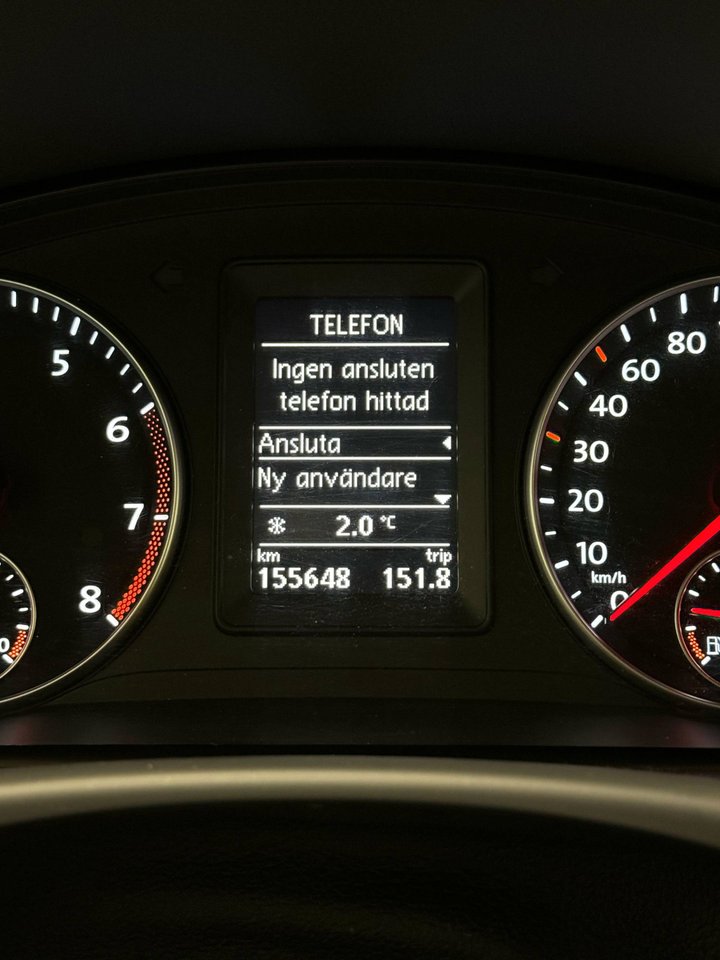 TELEFON
Ingen ansluten
telefon hittad
Ansluta
Ny användare
2.0 °C
km trip
155648 151.8
5
6
7
8
80
60
40
30
20
10
km/h
0